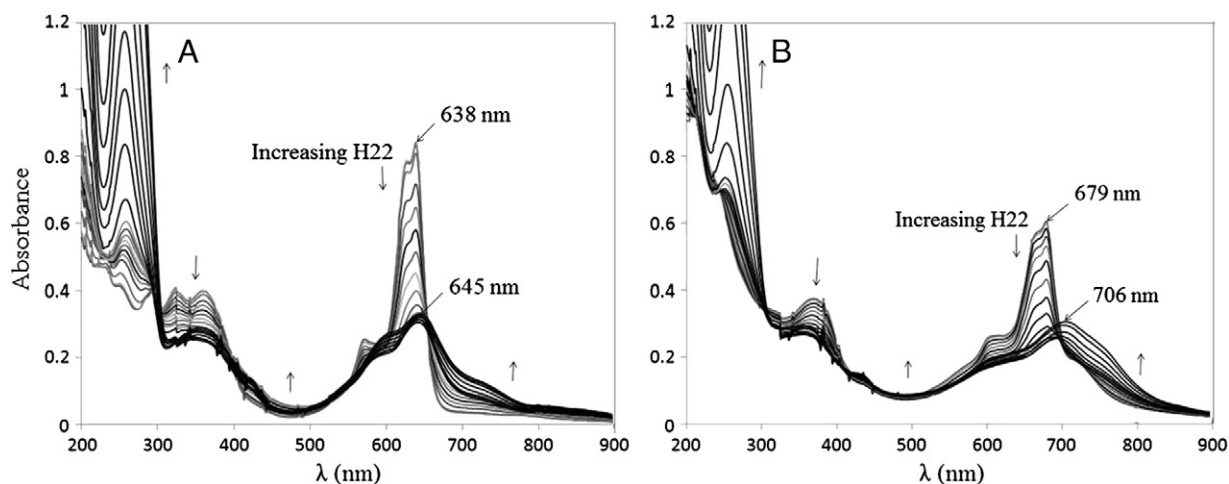 A
B
Absorbance
1.2
1
0.8
0.6
0.4
0.2
0
Increasing H22
638 nm
645 nm
200 300 400 500 600 700 800 900
λ (nm)
1.2
1
0.8
0.6
0.4
0.2
0
Increasing H22
679 nm
706 nm
200 300 400 500 600 700 800 900
λ (nm)